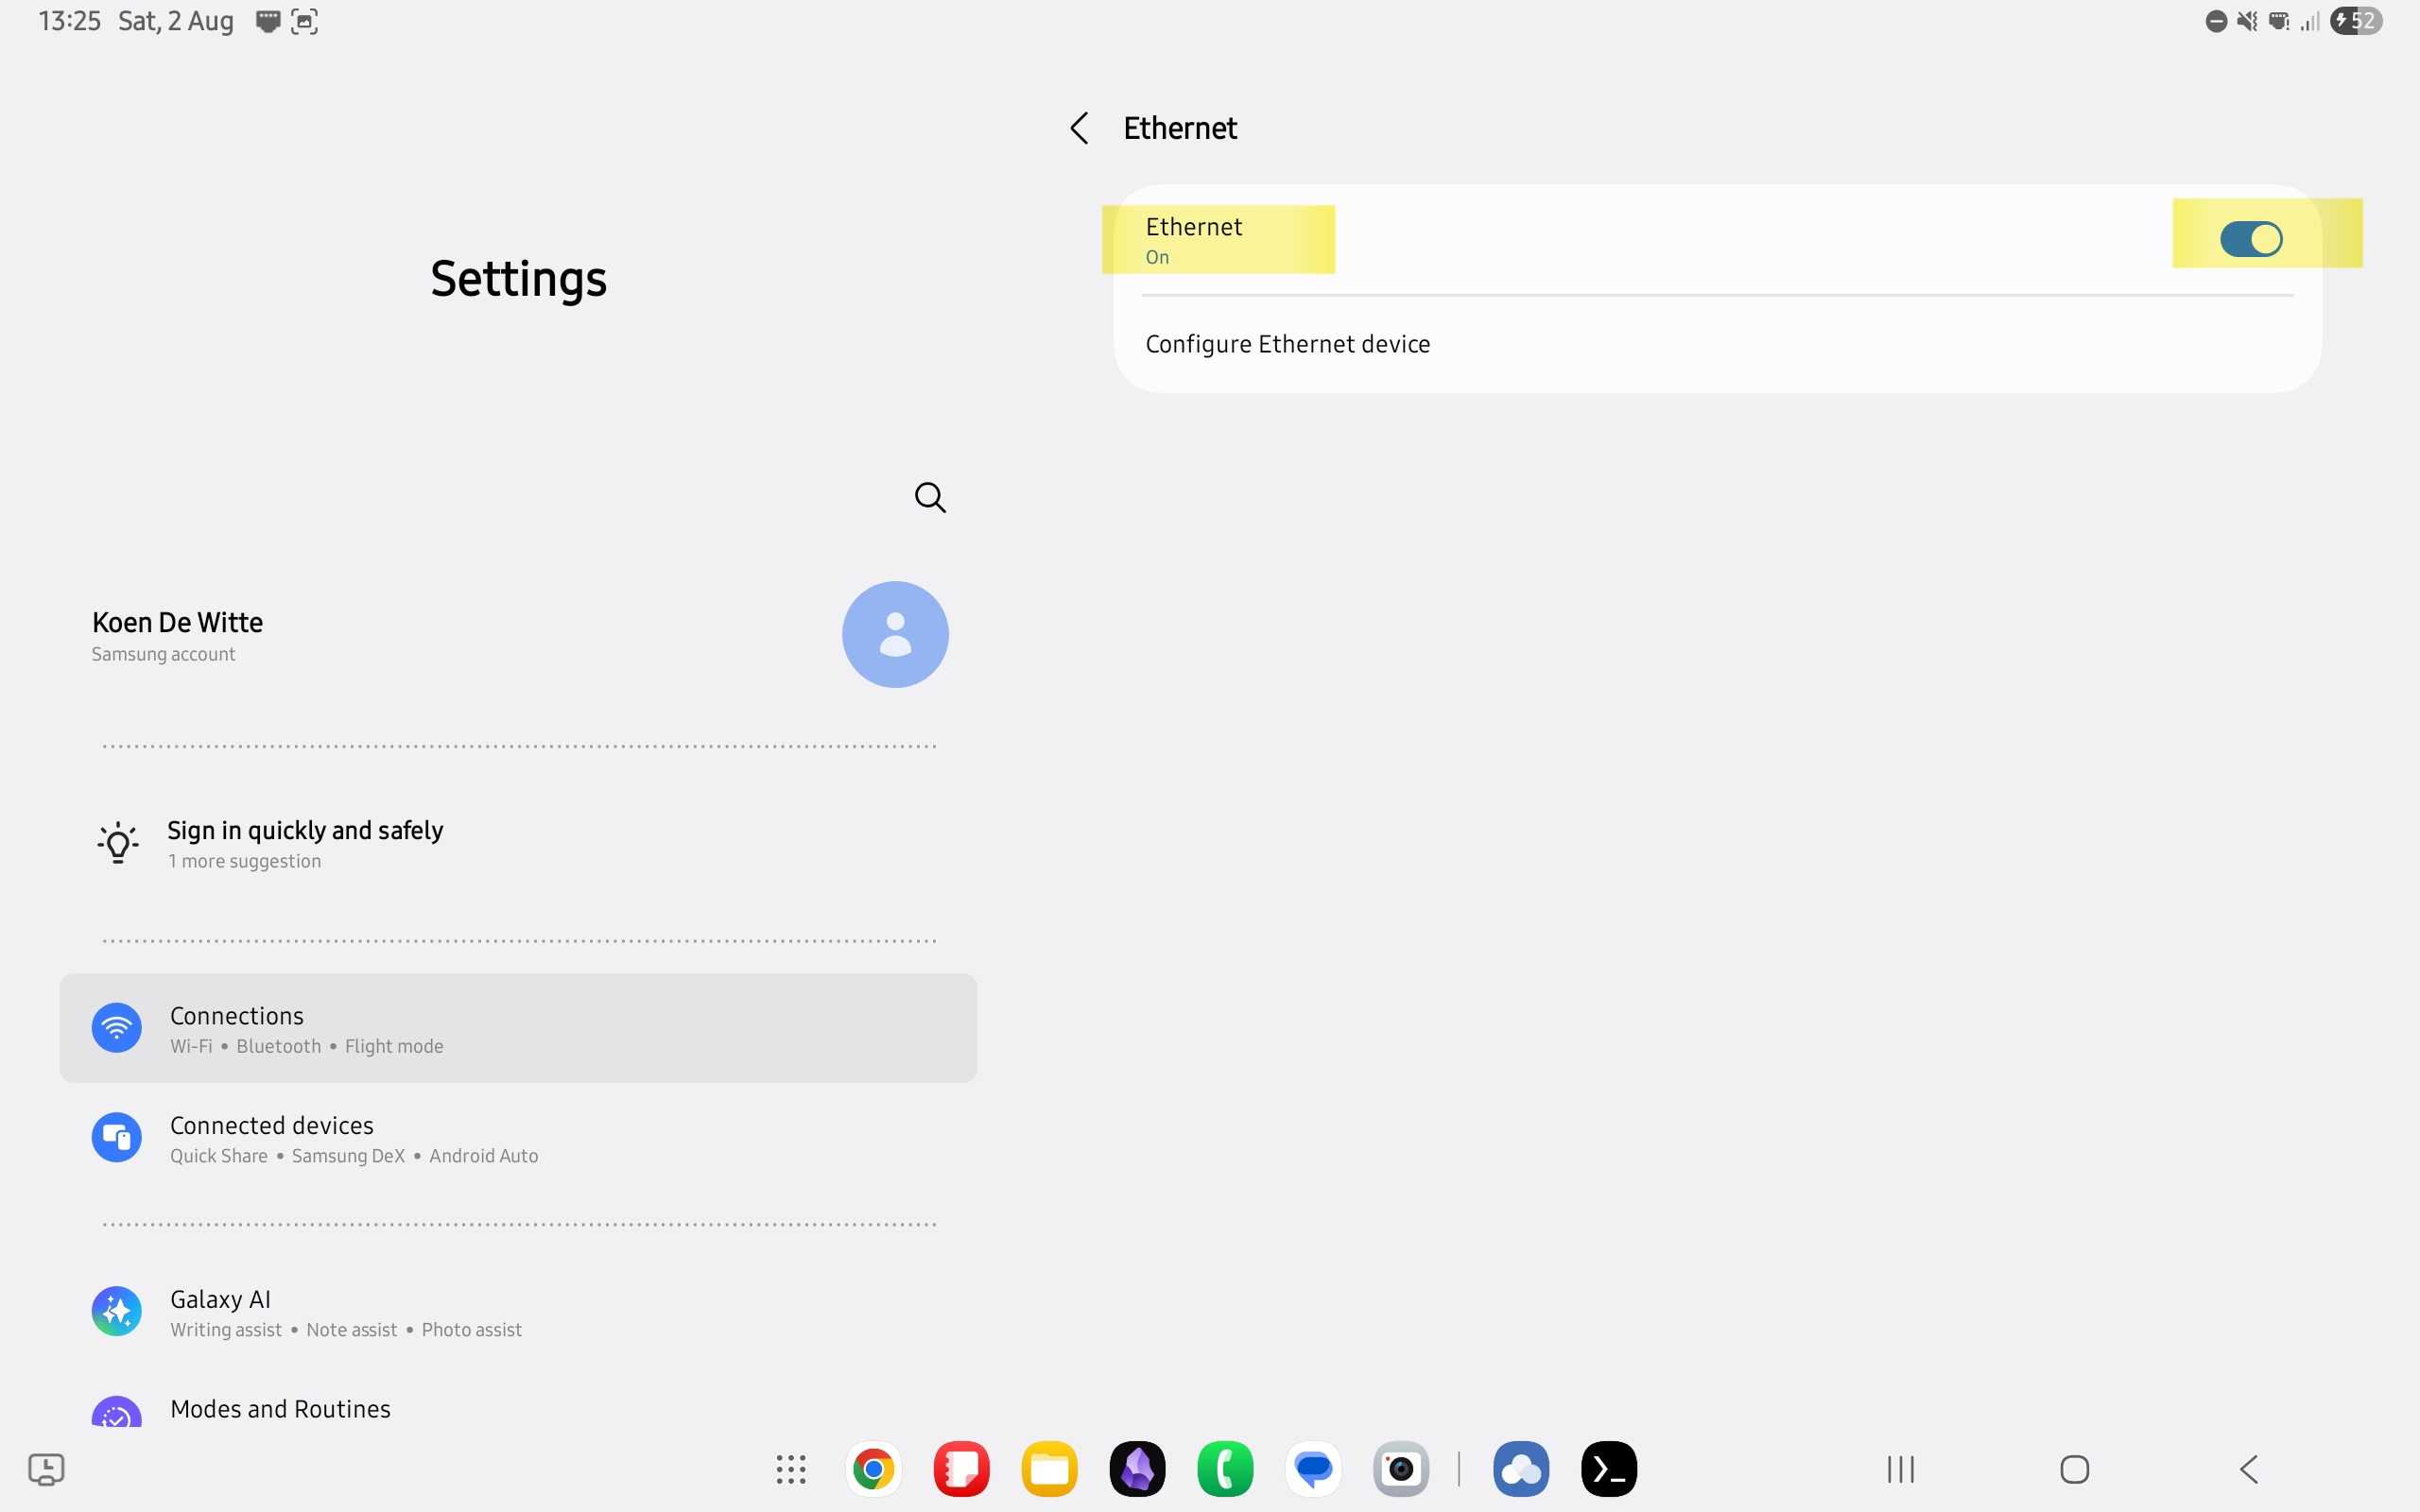 13:25 Sat, 2 Aug
52
Ethernet
Ethernet
On
Configure Ethernet device
Settings
Koen De Witte
Samsung account
Sign in quickly and safely
1 more suggestion
Connections
Wi-Fi • Bluetooth • Flight mode
Connected devices
Quick Share • Samsung DeX • Android Auto
Galaxy AI
Writing assist • Note assist • Photo assist
Modes and Routines